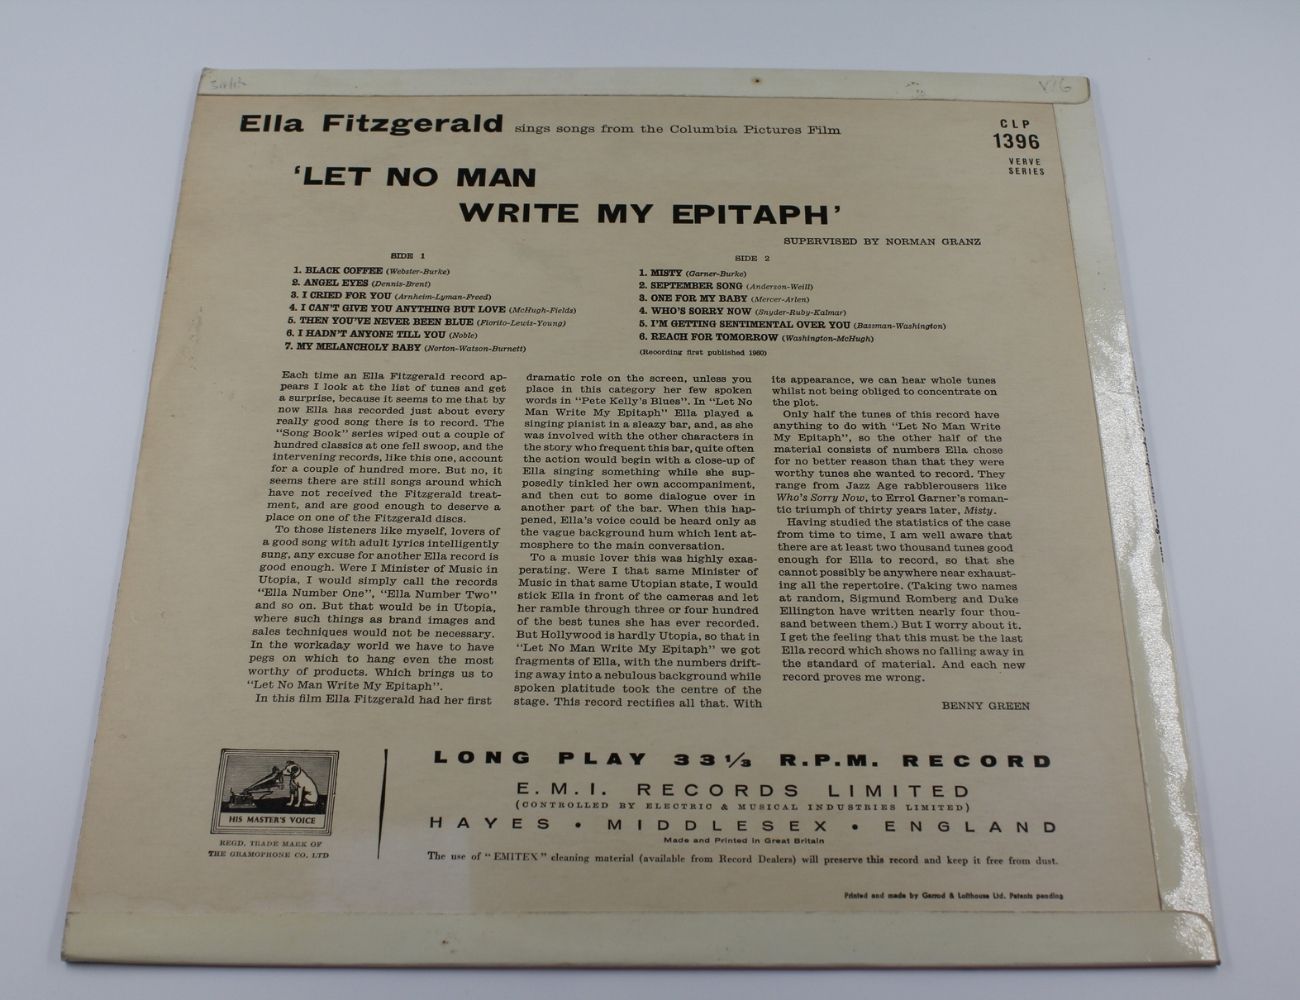 Ella Fitzgerald sings songs from the Columbia Pictures Film
CLP
1396
VERVE
SERIES
‘LET NO MAN
WRITE MY EPITAPH’
SUPERVISED BY NORMAN GRANZ
SIDE 1
1. BLACK COFFEE (Webster-Burke)
2. ANGEL EYES (Dennis-Brent)
3. I CRIED FOR YOU (Arnheim-Lyman-Freed)
4. I CAN'T GIVE YOU ANYTHING BUT LOVE (McHugh-Fields)
5. THEN YOU'VE NEVER BEEN BLUE (Fiorito-Lewis-Young)
6. I HADN'T ANYONE TILL YOU (Noble)
7. MY MELANCHOLY BABY (Norton-Watson-Burnett)
SIDE 2
1. MISTY (Garner-Burke)
2. SEPTEMBER SONG (Anderson-Weill)
3. ONE FOR MY BABY (Mercer-Arlen)
4. WHO'S SORRY NOW (Snyder-Ruby-Kalmar)
5. I'M GETTING SENTIMENTAL OVER YOU (Bassman-Washington)
6. REACH FOR TOMORROW (Washington-McHugh)
(Recording first published 1960)
Each time an Ella Fitzgerald record ap-
pears I look at the list of tunes and get
a surprise, because it seems to me that by
now Ella has recorded just about every
really good song there is to record. The
"Song Book" series wiped out a couple of
hundred classics at one fell swoop, and the
intervening records, like this one, account
for a couple of hundred more. But no, it
seems there are still songs around which
have not received the Fitzgerald treat-
ment, and are good enough to deserve a
place on one of the Fitzgerald discs.
To those listeners like myself, lovers of
a good song with adult lyrics intelligently
sung, any excuse for another Ella record is
good enough. Were I Minister of Music in
Utopia, I would simply call the records
"Ella Number One", "Ella Number Two"
and so on. But that would be in Utopia,
where such things as brand images and
sales techniques would not be necessary.
In the workaday world we have to have
pegs on which to hang even the most
worthy of products. Which brings us to
"Let No Man Write My Epitaph".
In this film Ella Fitzgerald had her first
dramatic role on the screen, unless you
place in this category her few spoken
words in "Pete Kelly's Blues". In "Let No
Man Write My Epitaph" Ella played a
singing pianist in a sleazy bar, and, as she
was involved with the other characters in
the story who frequent this bar, quite often
the action would begin with a close-up of
Ella singing something while she sup-
posedly tinkled her own accompaniment,
and then cut to some dialogue over in
another part of the bar. When this hap-
pened, Ella's voice could be heard only as
the vague background hum which lent at-
mosphere to the main conversation.
To a music lover this was highly exas-
perating. Were I that same Minister of
Music in that same Utopian state, I would
stick Ella in front of the cameras and let
her ramble through three or four hundred
of the best tunes she has ever recorded.
But Hollywood is hardly Utopia, so that in
"Let No Man Write My Epitaph" we got
fragments of Ella, with the numbers drift-
ing away into a nebulous background while
spoken platitude took the centre of the
stage. This record rectifies all that. With
its appearance, we can hear whole tunes
whilst not being obliged to concentrate on
the plot.
Only half the tunes of this record have
anything to do with "Let No Man Write
My Epitaph", so the other half of the
material consists of numbers Ella chose
for no better reason than that they were
worthy tunes she wanted to record. They
range from Jazz Age rabblerousers like
Who's Sorry Now, to Errol Garner's roman-
tic triumph of thirty years later, Misty.
Having studied the statistics of the case
from time to time, I am well aware that
there are at least two thousand tunes good
enough for Ella to record, so that she
cannot possibly be anywhere near exhaust-
ing all the repertoire. (Taking two names
at random, Sigmund Romberg and Duke
Ellington have written nearly four thou-
sand between them.) But I worry about it.
I get the feeling that this must be the last
Ella record which shows no falling away in
the standard of material. And each new
record proves me wrong.
BENNY GREEN
HIS MASTER'S VOICE
REGD. TRADE MARK OF
THE GRAMOPHONE CO. LTD
LONG PLAY 33⅓ R.P.M. RECORD
E.M.I. RECORDS LIMITED
(CONTROLLED BY ELECTRIC & MUSICAL INDUSTRIES LIMITED)
HAYES • MIDDLESEX • ENGLAND
Made and Printed in Great Britain
The use of "EMITEX" cleaning material (available from Record Dealers) will preserve this record and keep it free from dust.
Printed and made by Garrod & Lofthouse Ltd. Patents pending